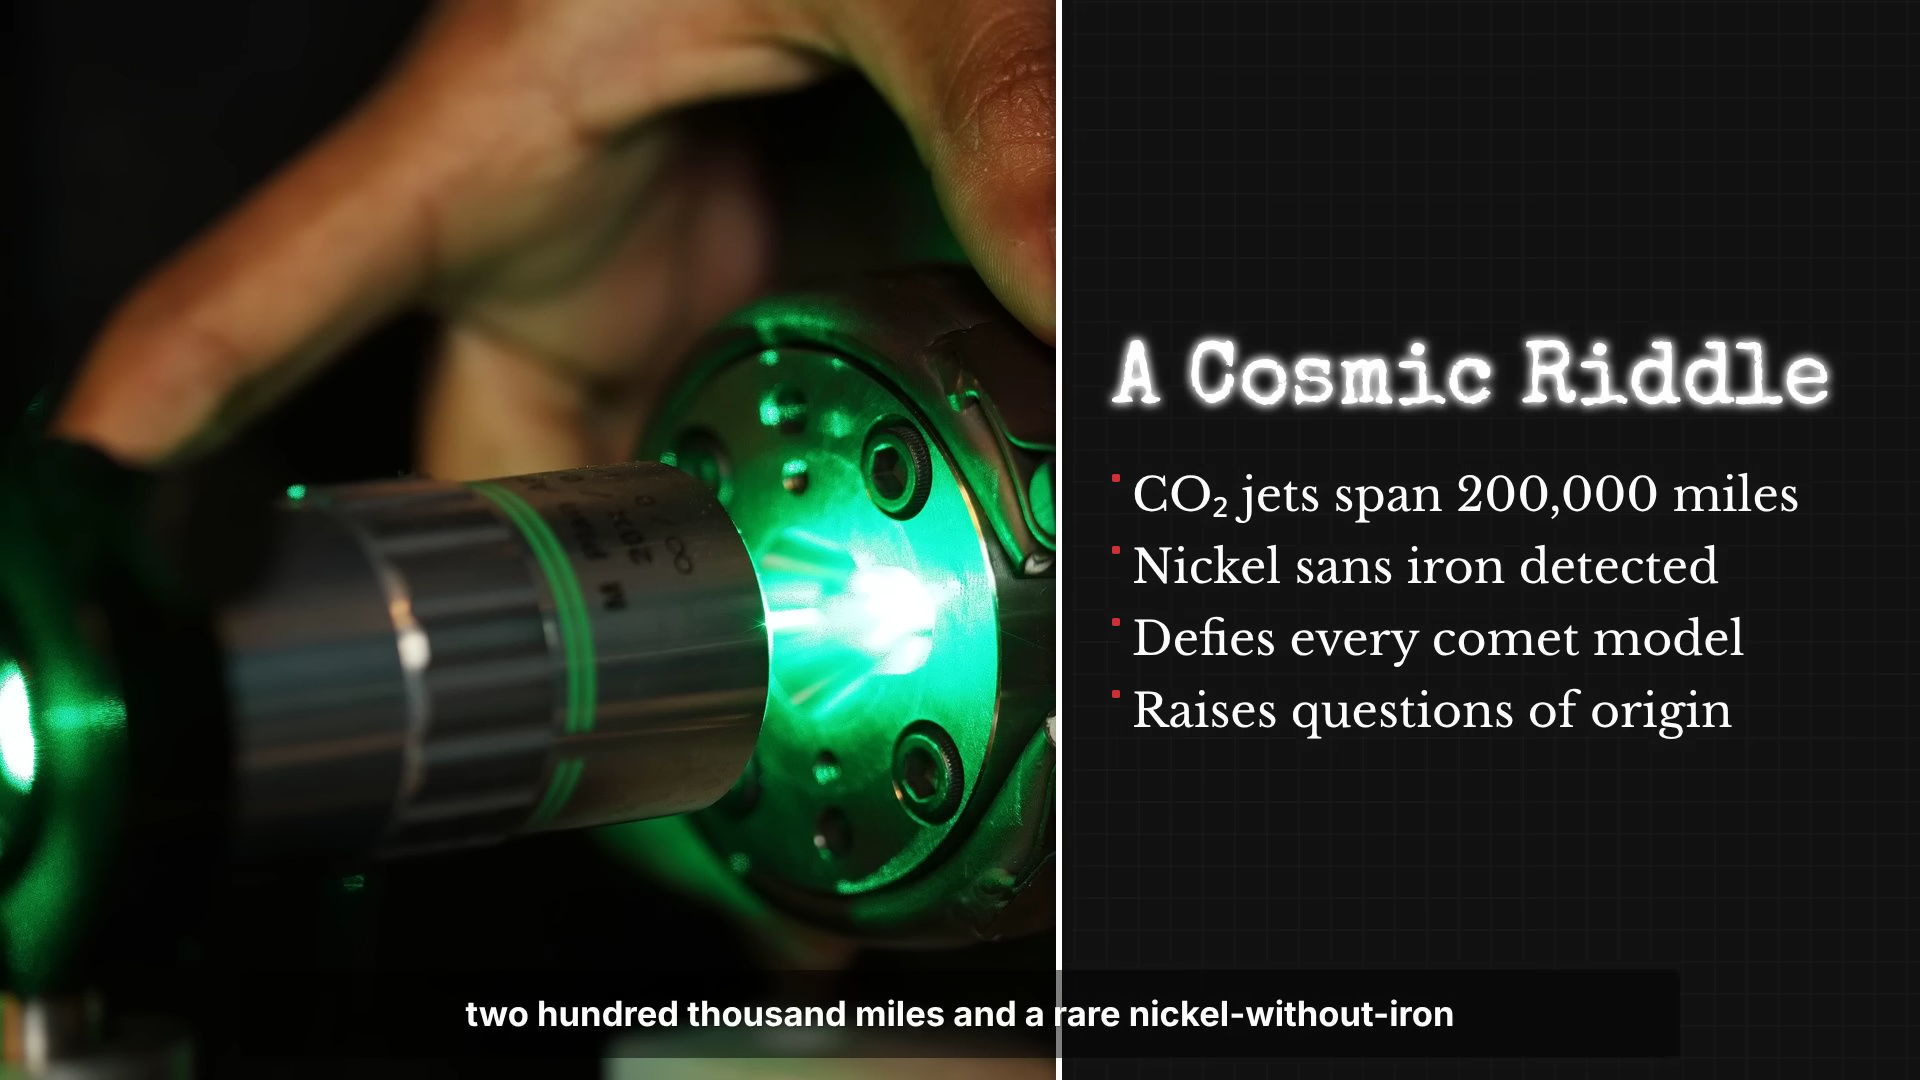 A Cosmic Riddle
CO₂ jets span 200,000 miles
Nickel sans iron detected
Defies every comet model
Raises questions of origin
two hundred thousand miles and a rare nickel-without-iron